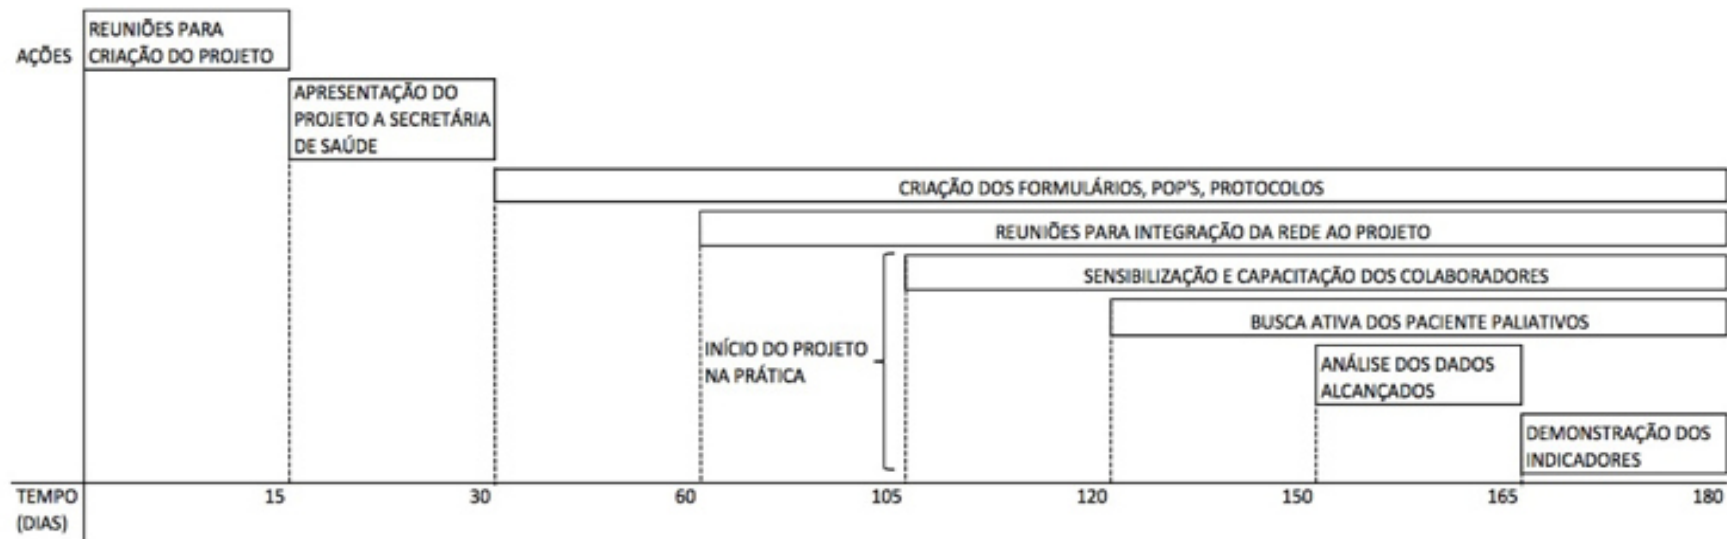 REUNIÕES PARA
AÇÕES CRIAÇÃO DO PROJETO
APRESENTAÇÃO DO
PROJETO A SECRETÁRIA
DE SAÚDE
CRIAÇÃO DOS FORMULÁRIOS, POP'S, PROTOCOLOS
REUNIÕES PARA INTEGRAÇÃO DA REDE AO PROJETO
SENSIBILIZAÇÃO E CAPACITAÇÃO DOS COLABORADORES
BUSCA ATIVA DOS PACIENTE PALIATIVOS
INÍCIO DO PROJETO
NA PRÁTICA
ANÁLISE DOS DADOS
ALCANÇADOS
DEMONSTRAÇÃO DOS
INDICADORES
TEMPO 15 30 60 105 120 150 165 180
(DIAS)